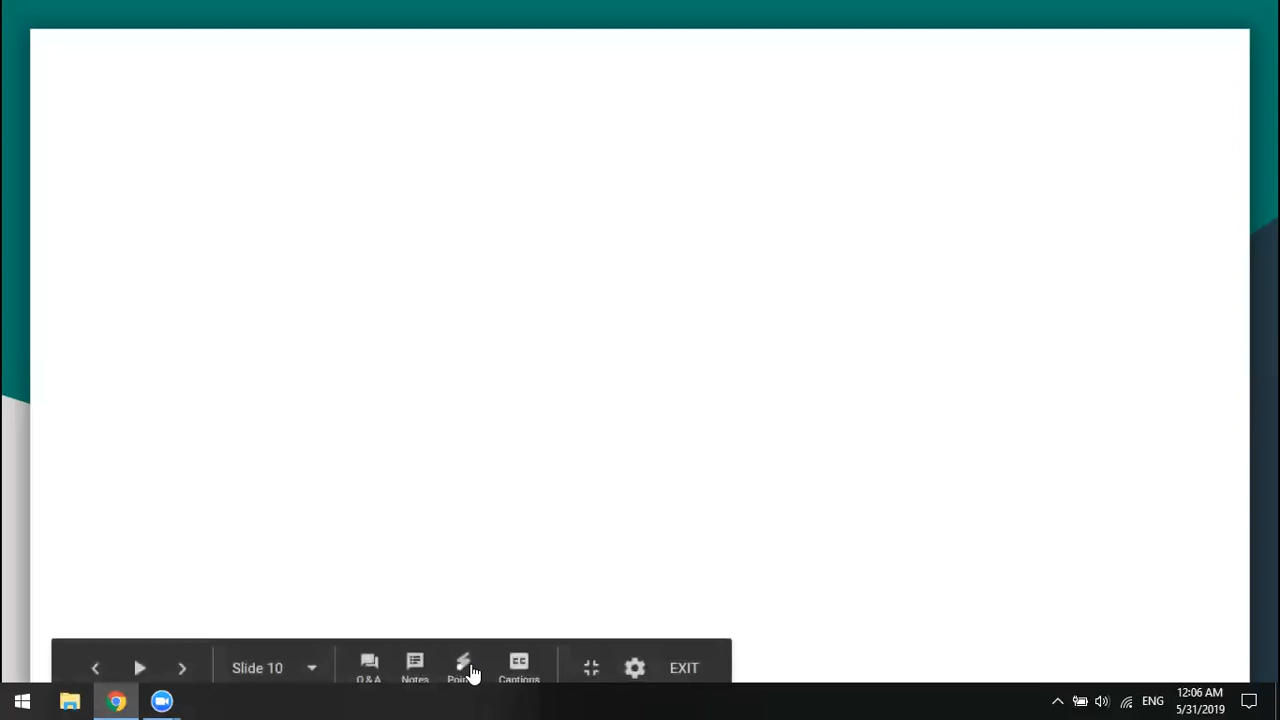 Slide 10
Q & A
Notes
Captions
EXIT
ENG
12:06 AM
5/31/2019